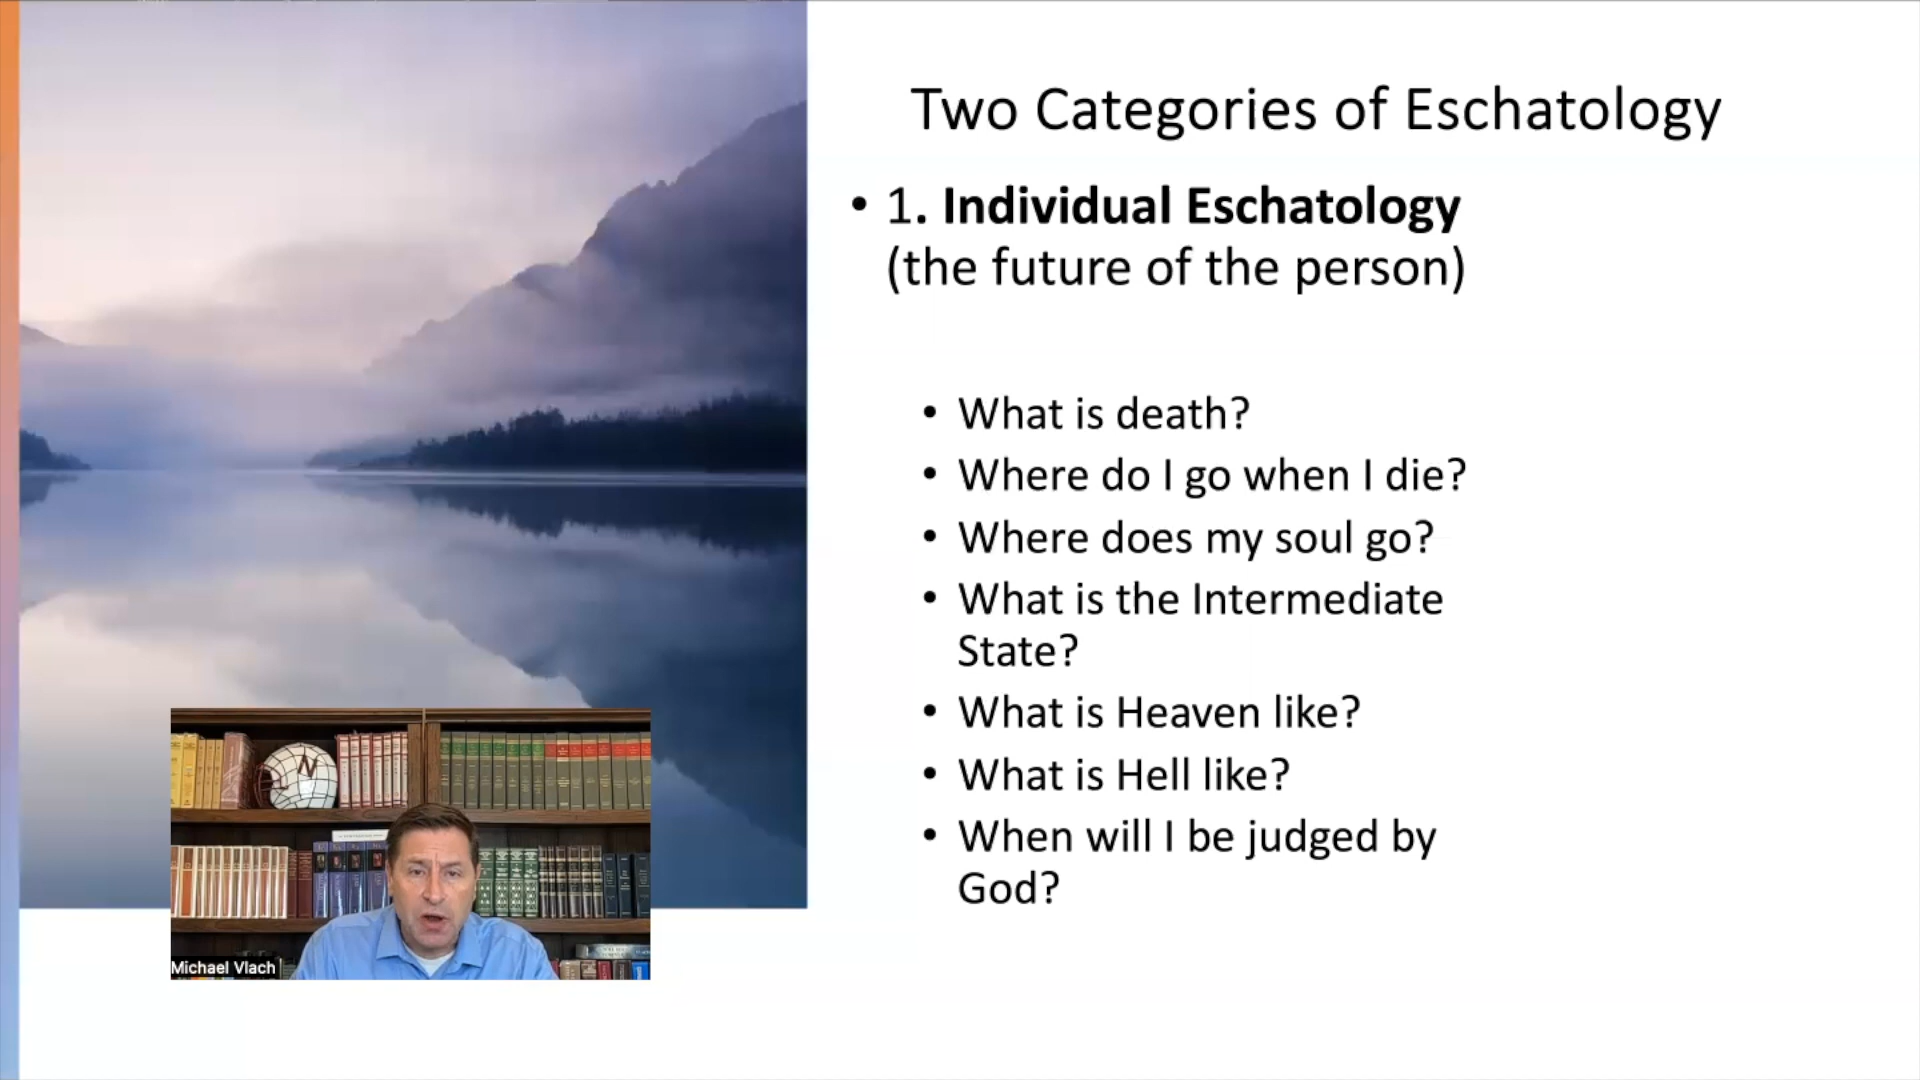 Two Categories of Eschatology
• 1. Individual Eschatology
(the future of the person)
• What is death?
• Where do I go when I die?
• Where does my soul go?
• What is the Intermediate
State?
• What is Heaven like?
• What is Hell like?
• When will I be judged by
God?
N
Michael Vlach